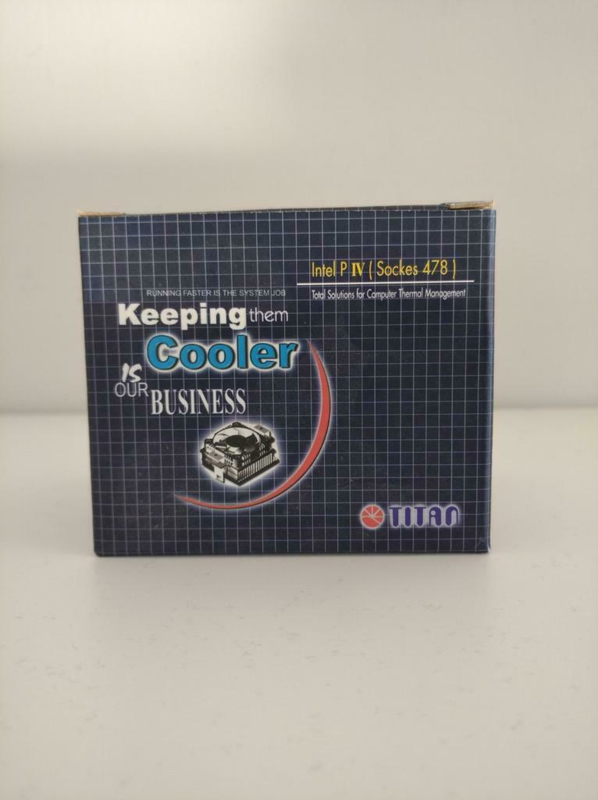 Intel P IV ( Sockes 478 )
Total Solutions for Computer Thermal Management
RUNNING FASTER IS THE SYSTEM JOB
Keeping them
Cooler
IS
OUR BUSINESS
TITAN